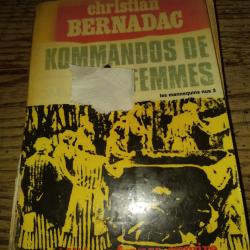 christian
BERNADAC
KOMMANDOS DE
FEMMES
les mannequins nus 3